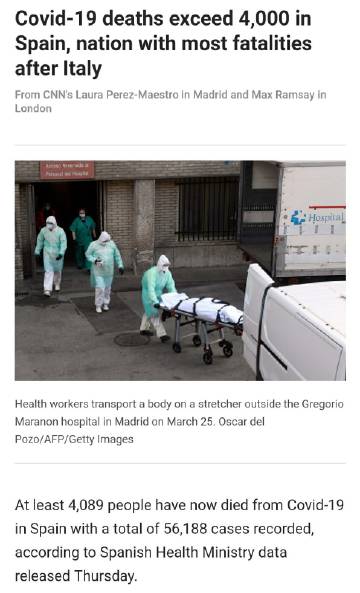 Covid-19 deaths exceed 4,000 in
Spain, nation with most fatalities
after Italy
From CNN's Laura Perez-Maestro in Madrid and Max Ramsay in
London
Acceso Reservado al
Personal del Hospital
Hospital
Health workers transport a body on a stretcher outside the Gregorio
Maranon hospital in Madrid on March 25. Oscar del
Pozo/AFP/Getty Images
At least 4,089 people have now died from Covid-19
in Spain with a total of 56,188 cases recorded,
according to Spanish Health Ministry data
released Thursday.